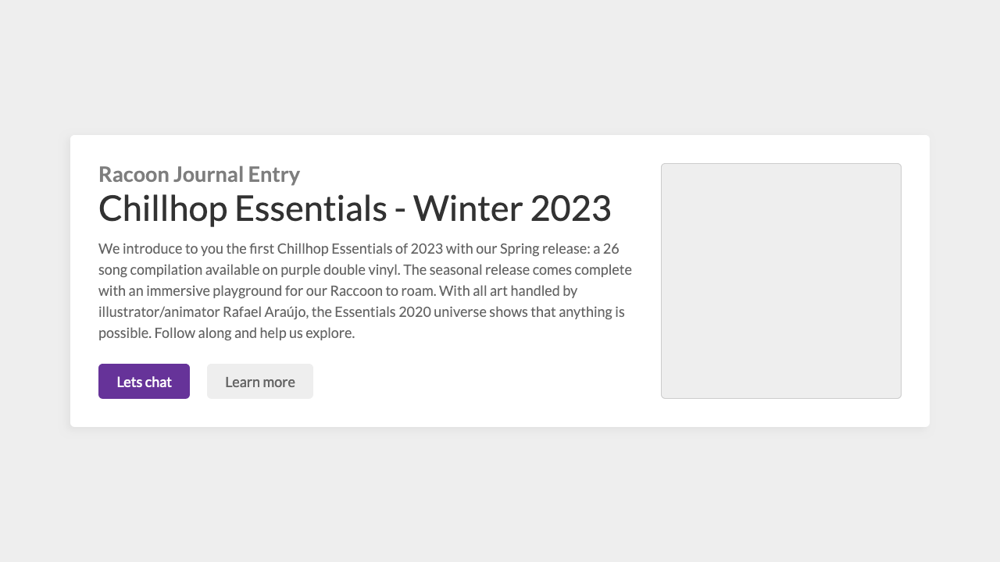 Racoon Journal Entry
Chillhop Essentials - Winter 2023
We introduce to you the first Chillhop Essentials of 2023 with our Spring release: a 26
song compilation available on purple double vinyl. The seasonal release comes complete
with an immersive playground for our Raccoon to roam. With all art handled by
illustrator/animator Rafael Araújo, the Essentials 2020 universe shows that anything is
possible. Follow along and help us explore.
Lets chat
Learn more